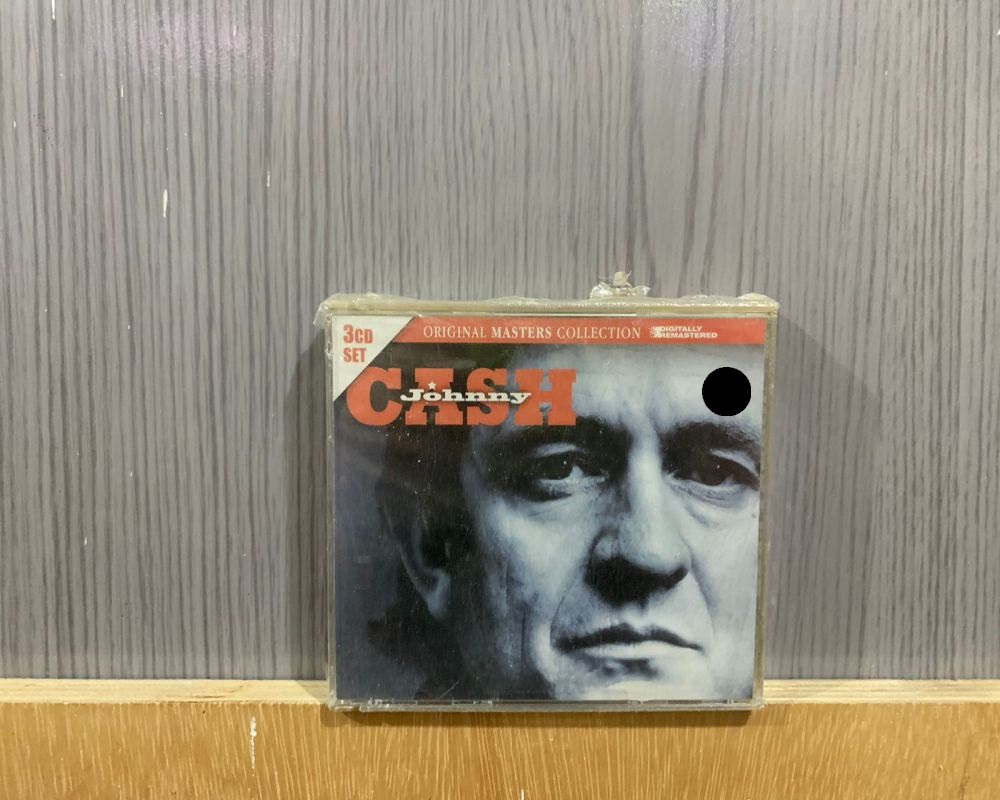 3CD
SET
ORIGINAL MASTERS COLLECTION
DIGITALLY
REMASTERED
CASH
Johnny